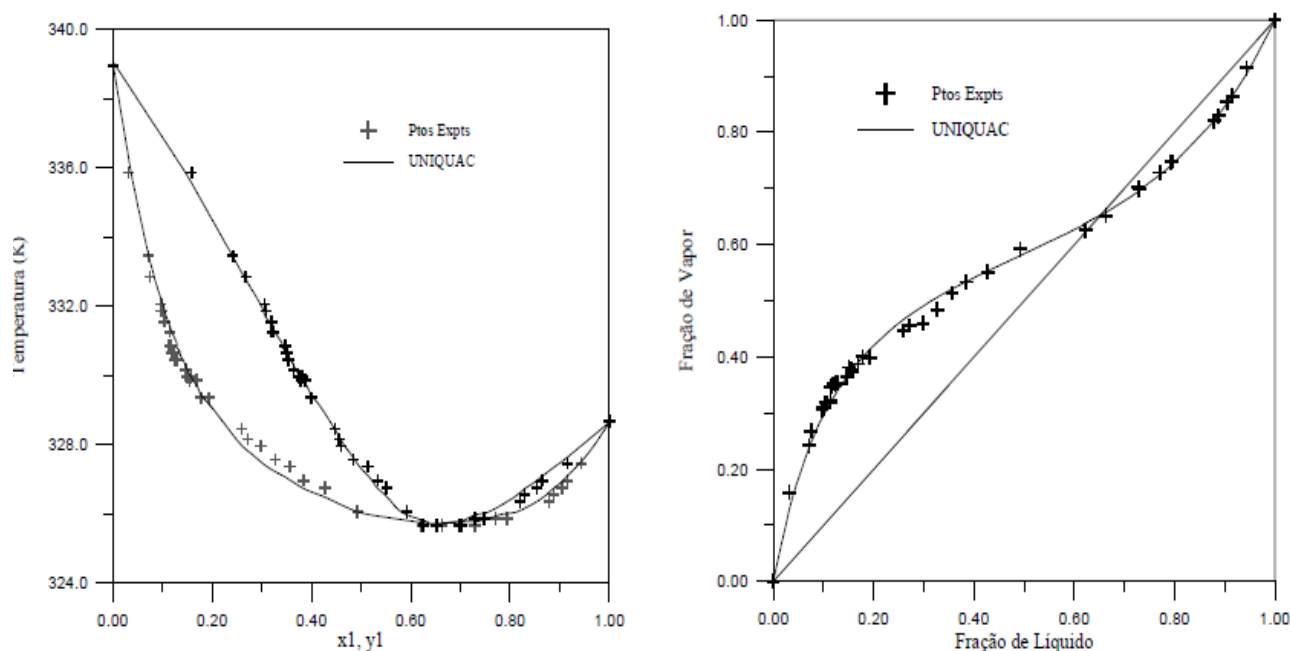 340.0
336.0
332.0
328.0
324.0
Temperatura (K)
Ptos Expts
UNIQUAC
0.00
0.20
0.40
0.60
0.80
1.00
x1, y1
1.00
0.80
0.60
0.40
0.20
0.00
Fração de Vapor
Ptos Expts
UNIQUAC
0.00
0.20
0.40
0.60
0.80
1.00
Fração de Líquido